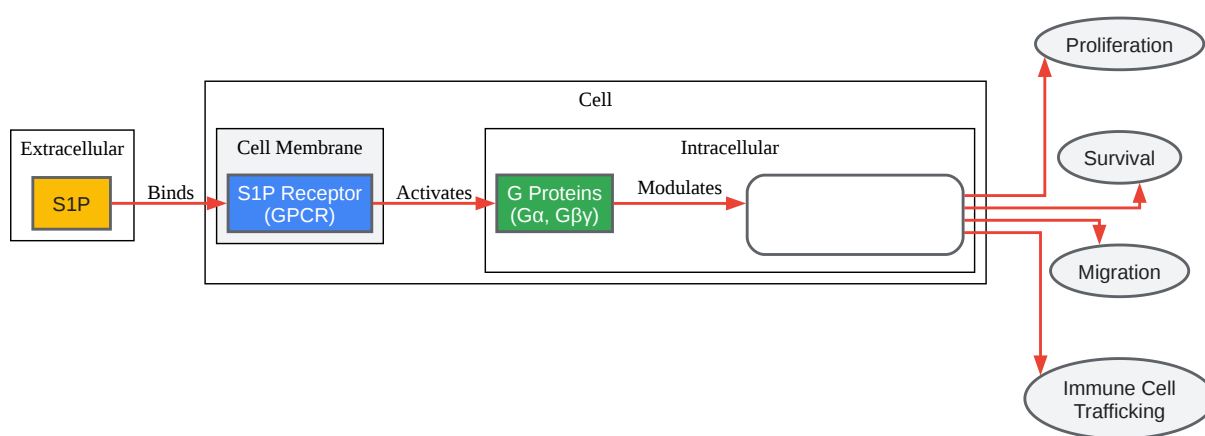 Proliferation
Cell
Extracellular
Cell Membrane
Intracellular
Survival
S1P
Binds
S1P Receptor
(GPCR)
Activates
G Proteins
(Gα, Gβγ)
Modulates
Migration
Immune Cell
Trafficking